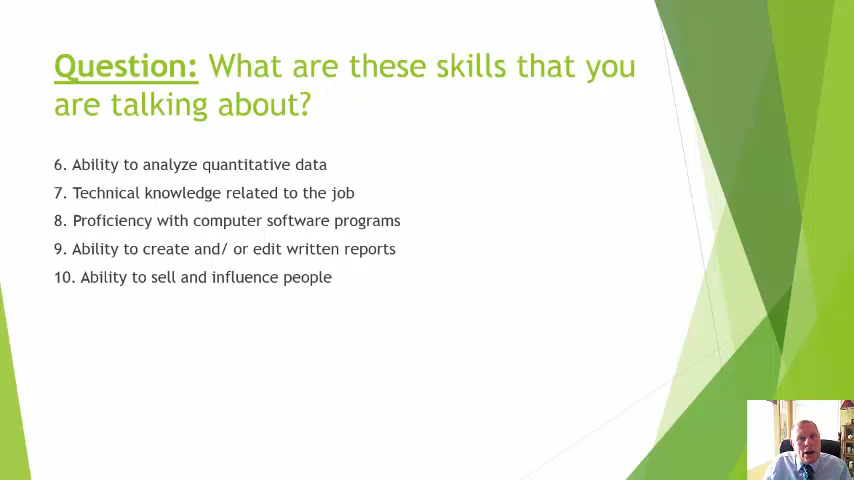 Question: What are these skills that you
are talking about?
6. Ability to analyze quantitative data
7. Technical knowledge related to the job
8. Proficiency with computer software programs
9. Ability to create and/ or edit written reports
10. Ability to sell and influence people